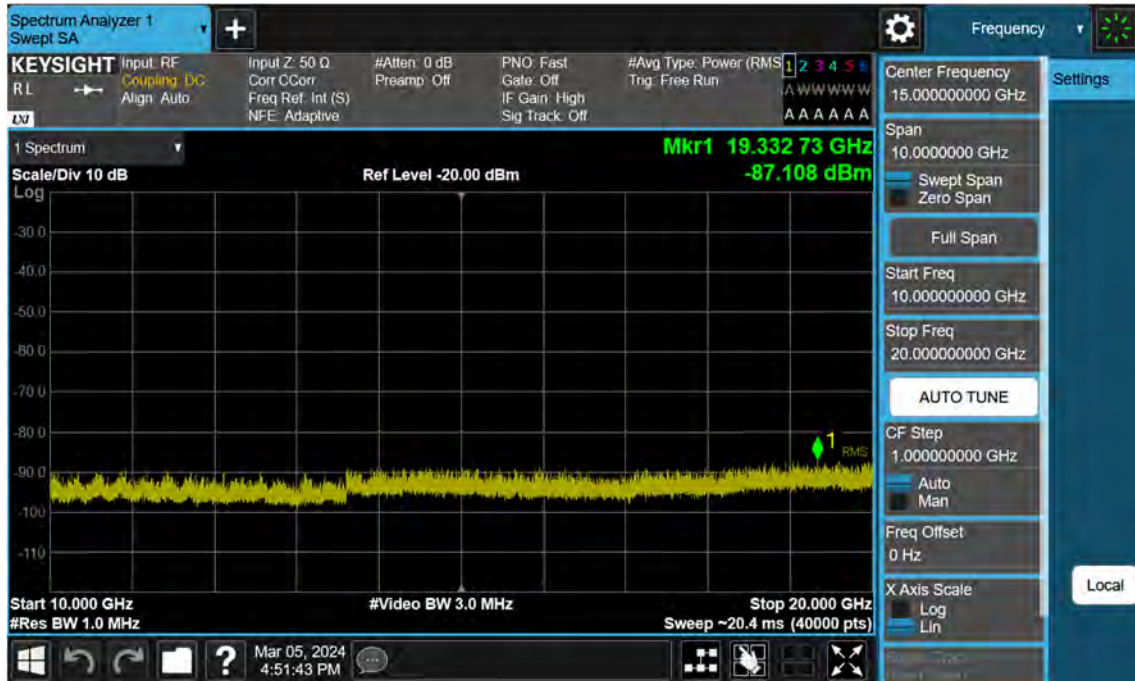 Spectrum Analyzer 1
Swept SA
Frequency
KEYSIGHT
RL
LXI
Input: RF
Coupling: DC
Align: Auto
Input Z: 50 Ω
Corr CCorr
Freq Ref: Int (S)
NFE: Adaptive
#Atten: 0 dB
Preamp: Off
PNO: Fast
Gate: Off
IF Gain: High
Sig Track: Off
#Avg Type: Power (RMS
Trig: Free Run
1 2 3 4 5 6
A W W W W W
A A A A A A
Center Frequency
15.000000000 GHz
Settings
1 Spectrum
Mkr1 19.332 73 GHz
Scale/Div 10 dB
Ref Level -20.00 dBm
-87.108 dBm
Log
-30.0
-40.0
-50.0
-60.0
-70.0
-80.0
-90.0
-100
-110
1
RMS
Span
10.0000000 GHz
Swept Span
Zero Span
Full Span
Start Freq
10.000000000 GHz
Stop Freq
20.000000000 GHz
AUTO TUNE
CF Step
1.000000000 GHz
Auto
Man
Freq Offset
0 Hz
X Axis Scale
Log
Lin
Local
Start 10.000 GHz
#Video BW 3.0 MHz
Stop 20.000 GHz
#Res BW 1.0 MHz
Sweep ~20.4 ms (40000 pts)
?
Mar 05, 2024
4:51:43 PM